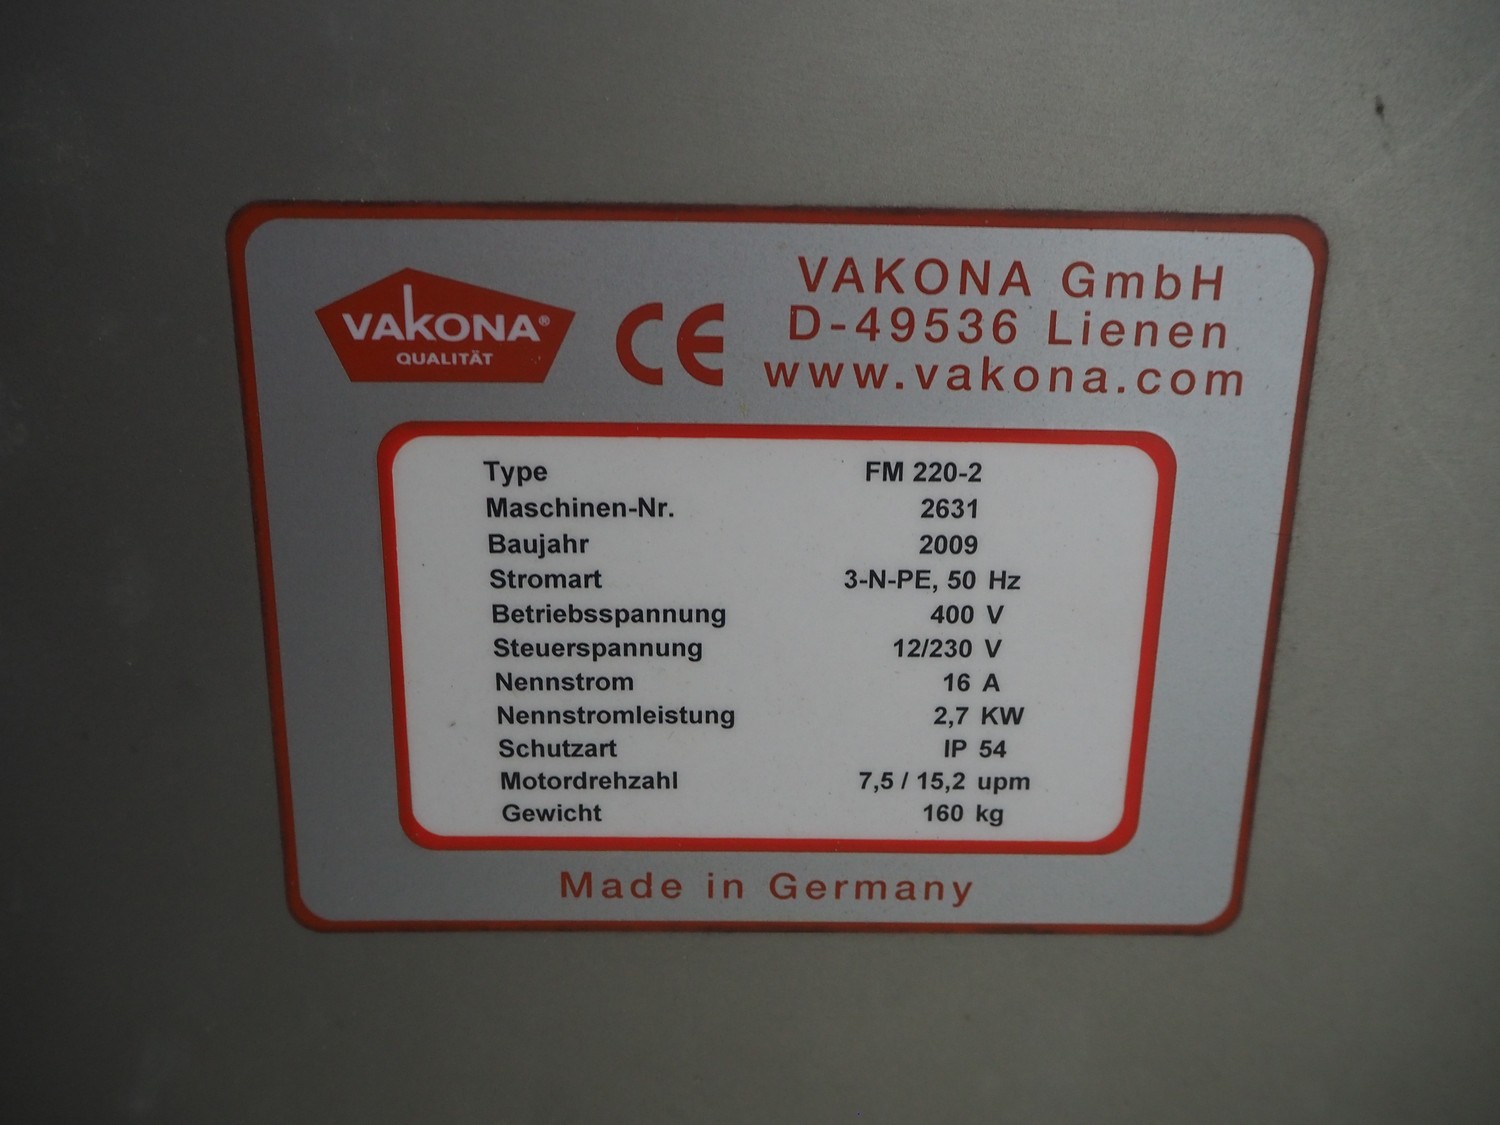 VAKONA®
QUALITÄT
CE
VAKONA GmbH
D-49536 Lienen
www.vakona.com
Type FM 220-2
Maschinen-Nr. 2631
Baujahr 2009
Stromart 3-N-PE, 50 Hz
Betriebsspannung 400 V
Steuerspannung 12/230 V
Nennstrom 16 A
Nennstromleistung 2,7 KW
Schutzart IP 54
Motordrehzahl 7,5 / 15,2 upm
Gewicht 160 kg
Made in Germany